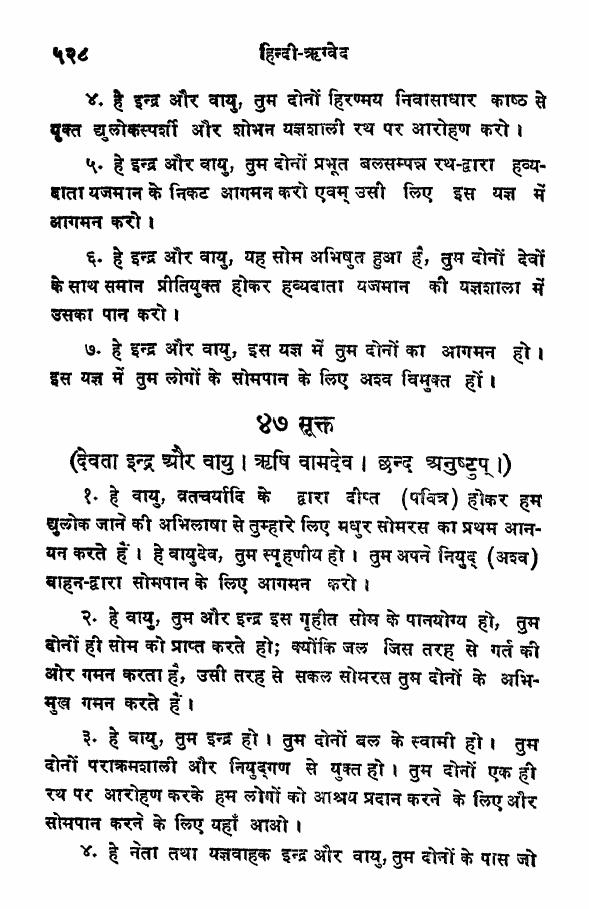 ५२८ हिन्दी-ऋग्वेद
४. हे इन्द्र और वायु, तुम दोनों हिरण्मय निवासाधार काष्ठ से
युक्त द्युलोकस्पर्शी और शोभन यज्ञशाली रथ पर आरोहण करो।
५. हे इन्द्र और वायु, तुम दोनों प्रभूत बलसम्पन्न रथ-द्वारा हव्य-
दाता यजमान के निकट आगमन करो एवम् उसी लिए इस यज्ञ में
आगमन करो।
६. हे इन्द्र और वायु, यह सोम अभिषुत हुआ है, तुम दोनों देवों
के साथ समान प्रीतियुक्त होकर हव्यदाता यजमान की यज्ञशाला में
उसका पान करो।
७. हे इन्द्र और वायु, इस यज्ञ में तुम दोनों का आगमन हो।
इस यज्ञ में तुम लोगों के सोमपान के लिए अश्व विमुक्त हों।
४७ सूक्त
(देवता इन्द्र और वायु। ऋषि वामदेव। छन्द अनुष्टुप्।)
१. हे वायु, व्रतचर्यादि के द्वारा दीप्त (पवित्र) होकर हम
द्युलोक जाने की अभिलाषा से तुम्हारे लिए मधुर सोमरस का प्रथम आन-
यन करते हैं। हे वायुदेव, तुम स्पृहणीय हो। तुम अपने नियुद् (अश्व)
वाहन-द्वारा सोमपान के लिए आगमन करो।
२. हे वायु, तुम और इन्द्र इस गृहीत सोम के पानयोग्य हो, तुम
दोनों ही सोम को प्राप्त करते हो; क्योंकि जल जिस तरह से गर्त की
ओर गमन करता है, उसी तरह से सकल सोमरस तुम दोनों के अभि-
मुख गमन करते हैं।
३. हे वायु, तुम इन्द्र हो। तुम दोनों बल के स्वामी हो। तुम
दोनों पराक्रमशाली और नियुद्गण से युक्त हो। तुम दोनों एक ही
रथ पर आरोहण करके हम लोगों को आश्रय प्रदान करने के लिए और
सोमपान करने के लिए यहाँ आओ।
४. हे नेता तथा यज्ञवाहक इन्द्र और वायु, तुम दोनों के पास जो